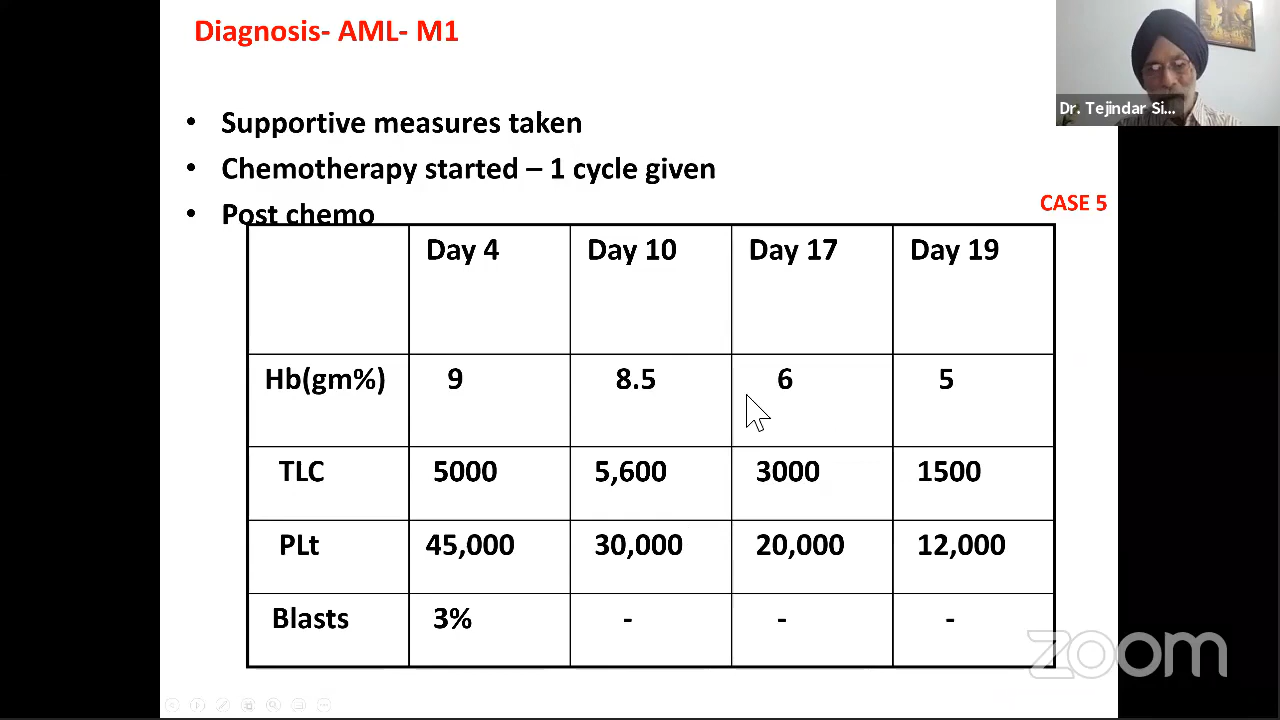 Diagnosis- AML- M1
Dr. Tejindar Si...
• Supportive measures taken
• Chemotherapy started – 1 cycle given
• Post chemo
CASE 5
Day 4 Day 10 Day 17 Day 19
Hb(gm%) 9 8.5 6 5
TLC 5000 5,600 3000 1500
PLt 45,000 30,000 20,000 12,000
Blasts 3% - - -
zoom